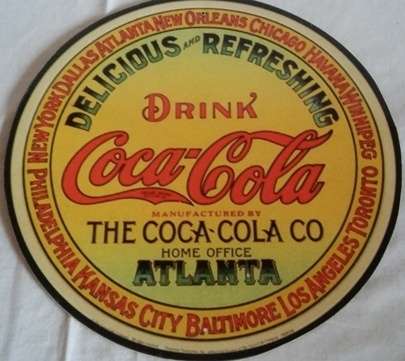 PHILADELPHIA NEW YORK DALLAS ATLANTA NEW ORLEANS CHICAGO HAVANA WINNIPEG TORONTO LOS ANGELES BALTIMORE KANSAS CITY
DELICIOUS AND REFRESHING
DRINK
Coca-Cola
MANUFACTURED BY
THE COCA-COLA CO
HOME OFFICE
ATLANTA